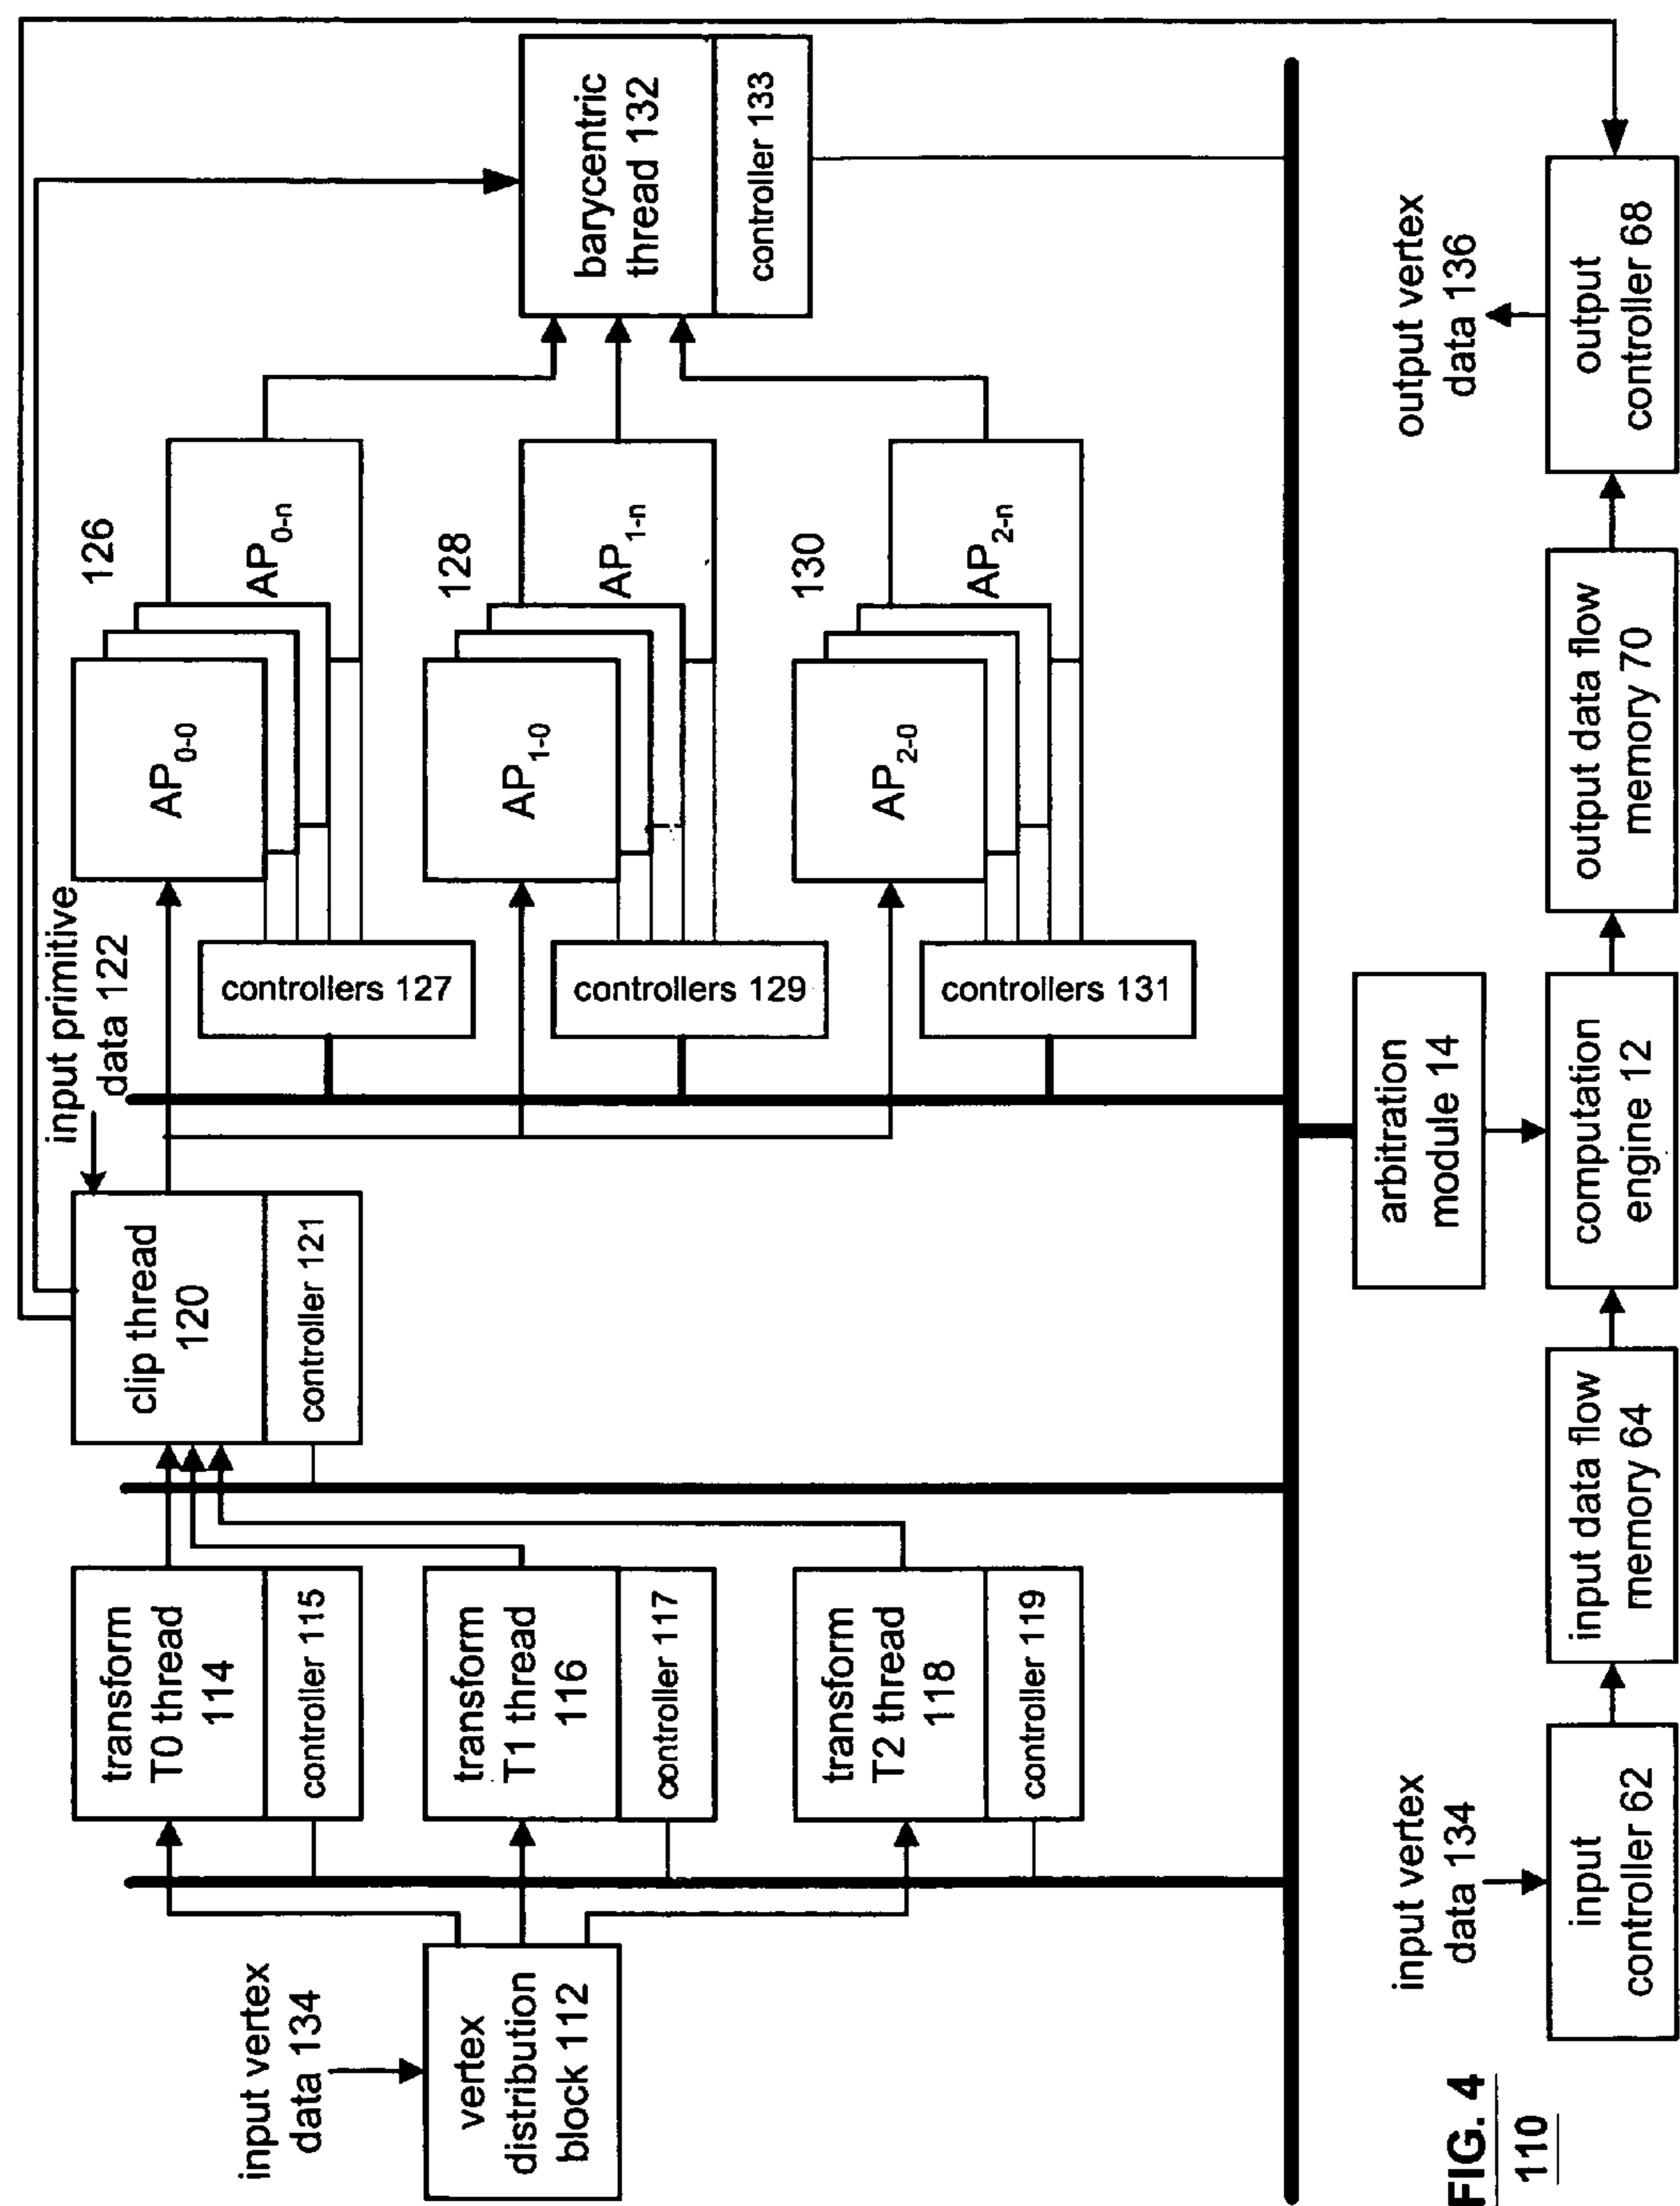 input vertex
data 134
vertex
distribution
block 112
transform
T0 thread
114
controller 115
transform
T1 thread
116
controller 117
transform
T2 thread
118
controller 119
clip thread
120
controller 121
input primitive
data 122
AP0-0
AP0-n
126
controllers 127
AP1-0
AP1-n
128
controllers 129
AP2-0
AP2-n
130
controllers 131
barycentric
thread 132
controller 133
arbitration
module 14
input vertex
data 134
input
controller 62
input data flow
memory 64
computation
engine 12
output data flow
memory 70
output
controller 68
output vertex
data 136
FIG. 4
110